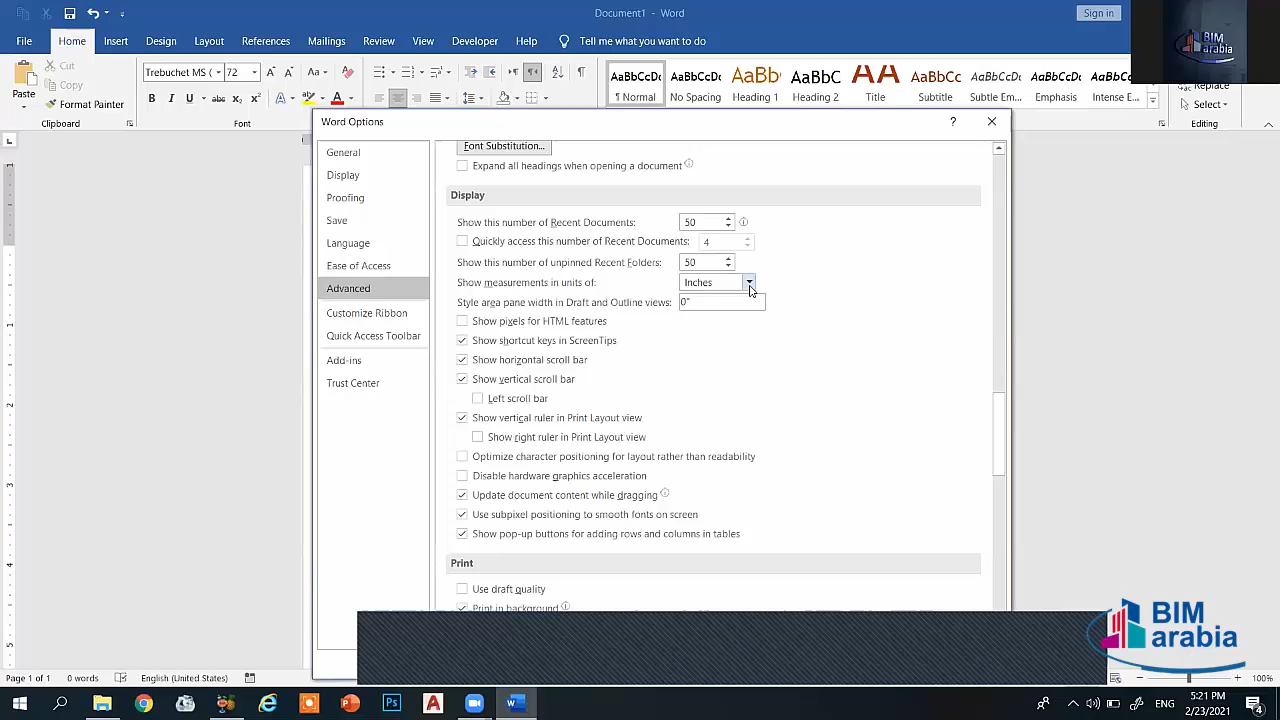 Document1 - Word
Sign in
File Home Insert Design Layout References Mailings Review View Developer Help Tell me what you want to do
Cut
Copy
Format Painter
Paste
Clipboard
Trebuchet MS ( 72
Font
AaBbCcDc AaBbCcDc AaBbC AaBbC AA AaBbCc AaBbCcDc AaBbCcDc AaBbCcDc
¶ Normal No Spacing Heading 1 Heading 2 Title Subtitle Subtle Em... Emphasis Intense E...
Replace
Select
Editing
BIM
arabia
Word Options
General
Display
Proofing
Save
Language
Ease of Access
Advanced
Customize Ribbon
Quick Access Toolbar
Add-ins
Trust Center
Font Substitution...
Expand all headings when opening a document
Display
Show this number of Recent Documents: 50
Quickly access this number of Recent Documents: 4
Show this number of unpinned Recent Folders: 50
Show measurements in units of: Inches
Style area pane width in Draft and Outline views: 0"
Show pixels for HTML features
Show shortcut keys in ScreenTips
Show horizontal scroll bar
Show vertical scroll bar
Left scroll bar
Show vertical ruler in Print Layout view
Show right ruler in Print Layout view
Optimize character positioning for layout rather than readability
Disable hardware graphics acceleration
Update document content while dragging
Use subpixel positioning to smooth fonts on screen
Show pop-up buttons for adding rows and columns in tables
Print
Use draft quality
Print in background
BIM
arabia
Page 1 of 1 0 words English (United States)
100%
ENG
5:21 PM
2/23/2021